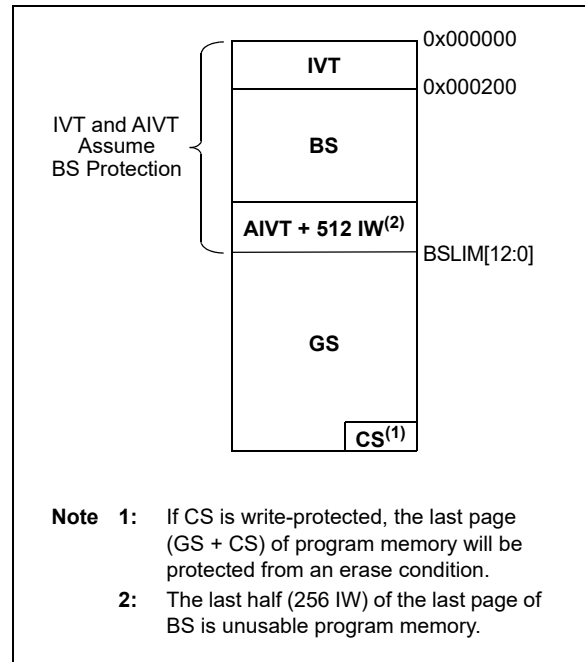 0x000000
IVT
0x000200
IVT and AIVT
Assume
BS Protection
BS
AIVT + 512 IW(2)
BSLIM[12:0]
GS
CS(1)
Note 1: If CS is write-protected, the last page
(GS + CS) of program memory will be
protected from an erase condition.
2: The last half (256 IW) of the last page of
BS is unusable program memory.